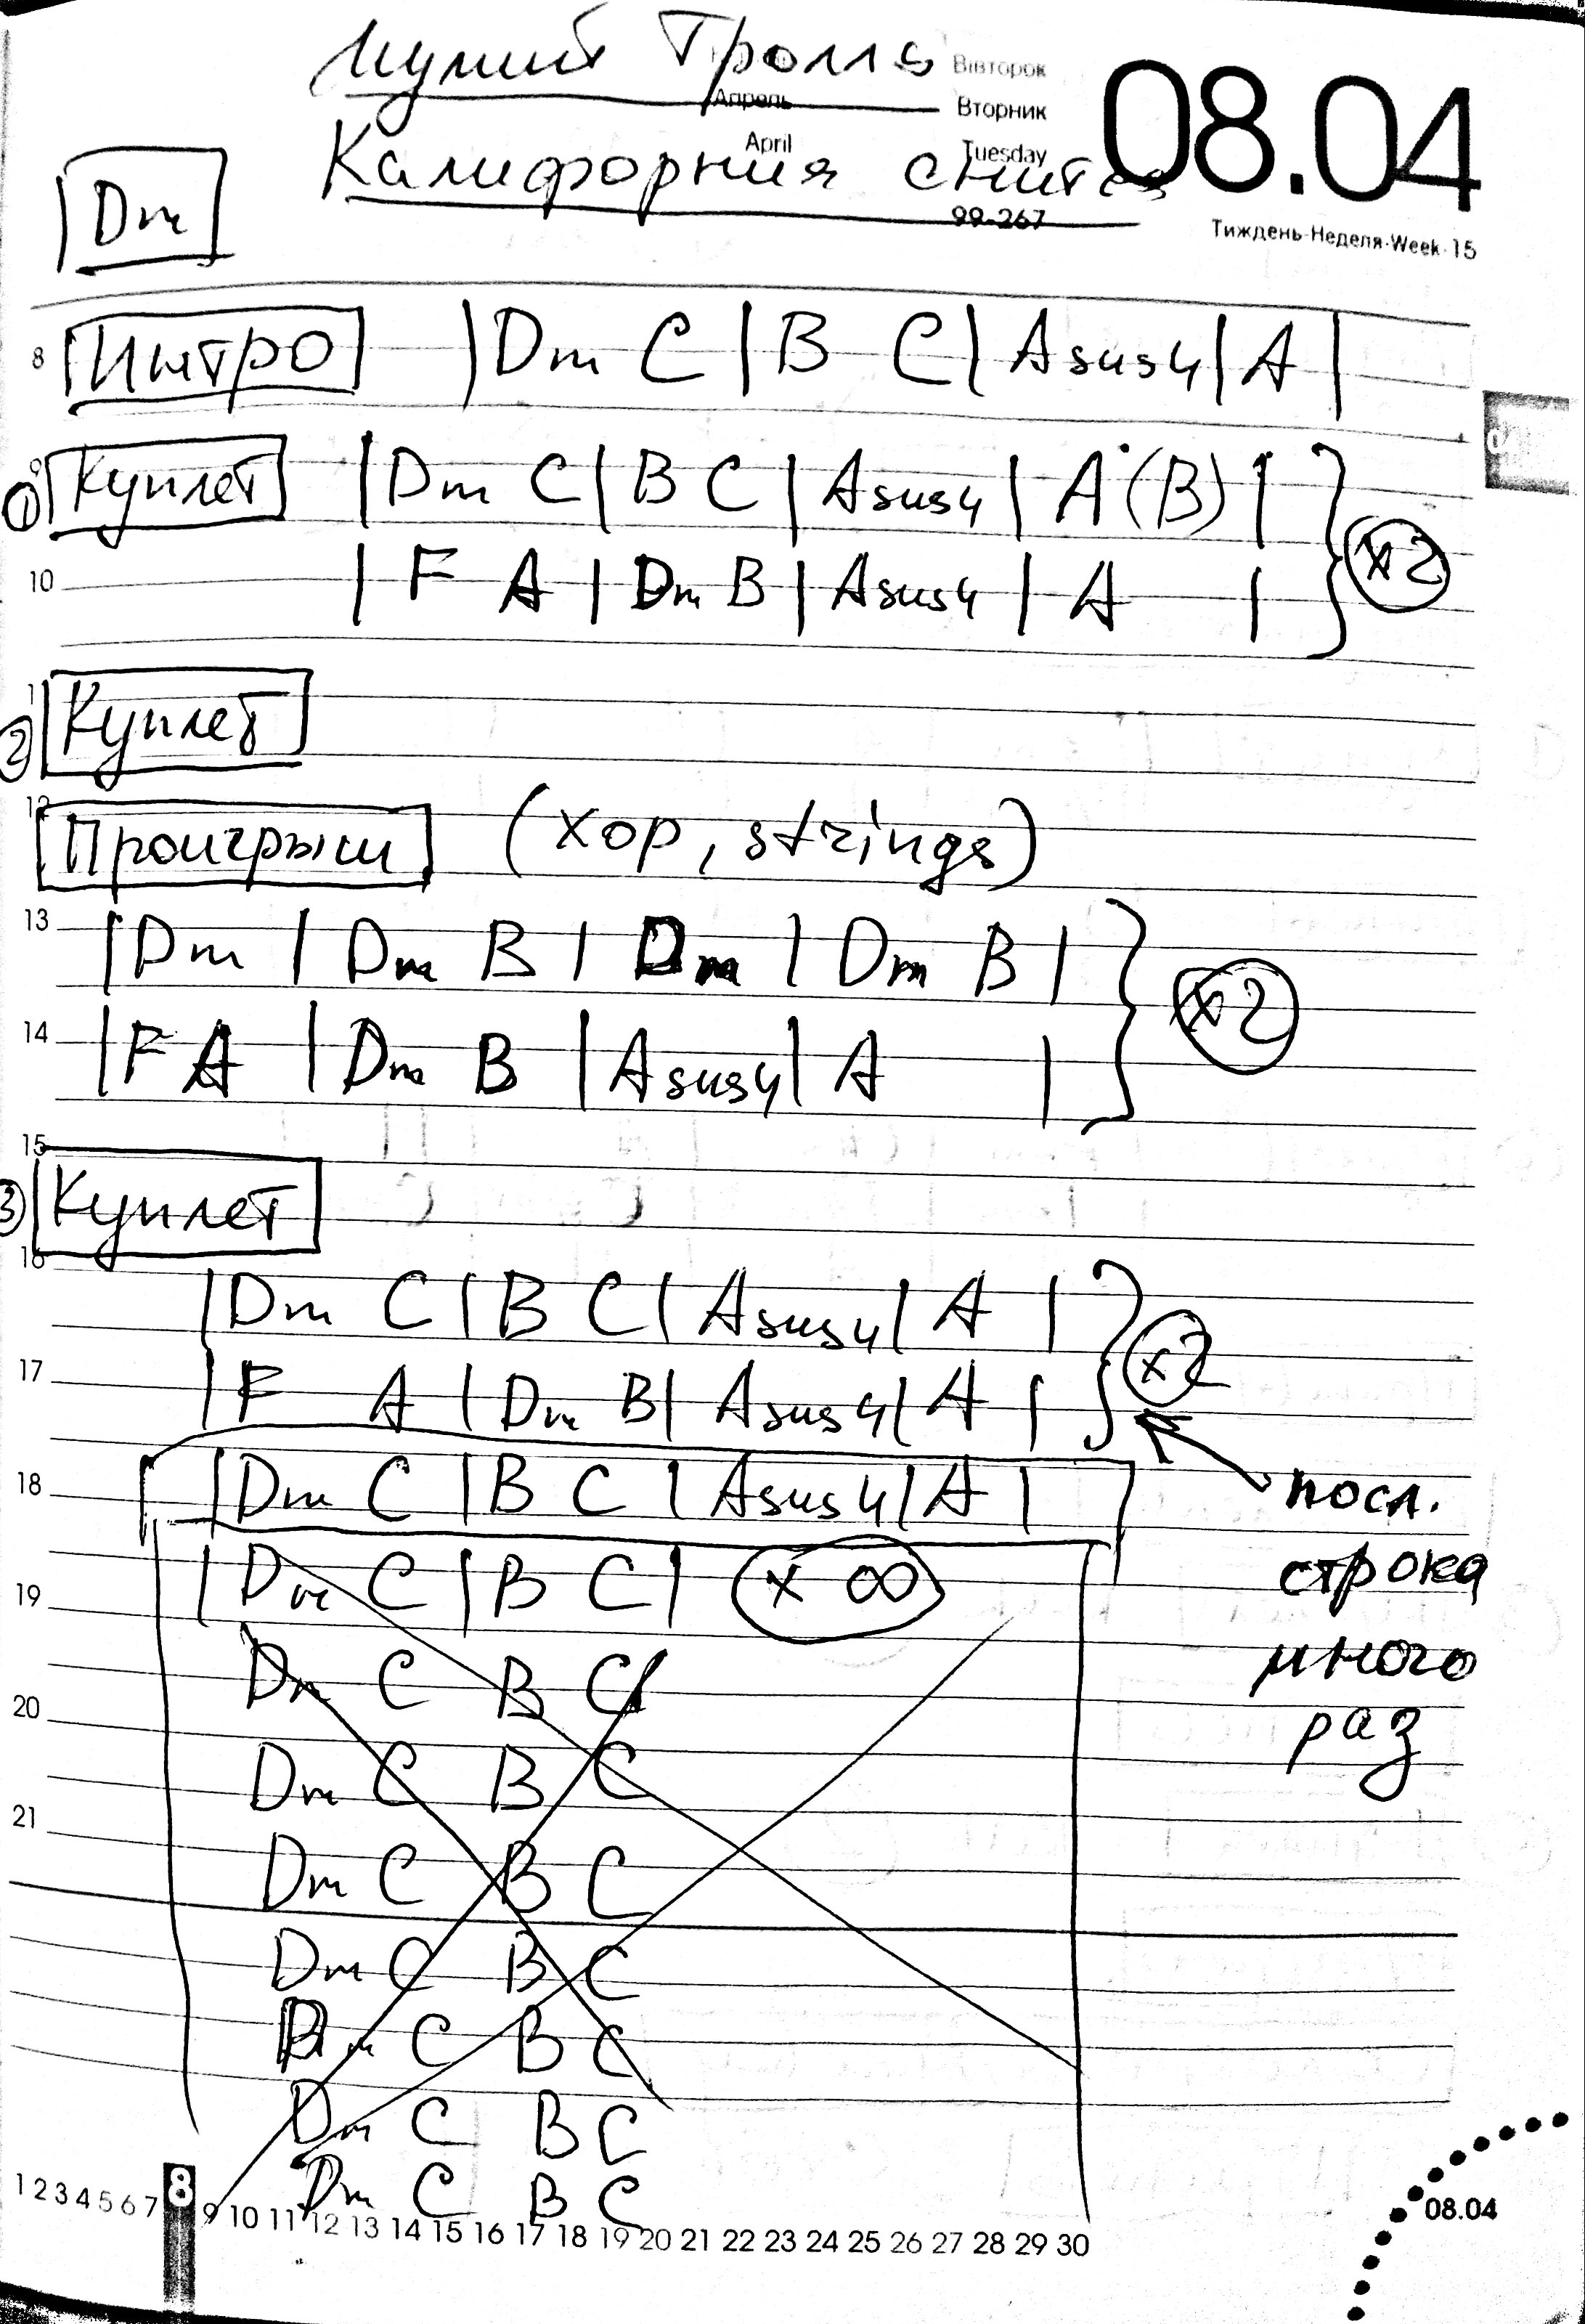 Мумий Тролль
Вівторок
Апрель
Вторник
08.04
April
Tuesday
Калифорния снится
99-267
Тиждень-Неделя-Week 15
Dm
8 Интро |Dm C|B C|Asus4|A|
9
1 Куплет |Dm C|B C|Asus4|A (B)|
10 |F A|Dm B|Asus4|A| x2
2 Куплет
12
Проигрыш (хор, strings)
13 |Dm|Dm B|Dm|Dm B|
14 |F A|Dm B|Asus4|A| x2
15
3 Куплет
16
|Dm C|B C|Asus4|A|
17 |F A|Dm B|Asus4|A| x2
18 |Dm C|B C|Asus4|A|
посл.
строка
много
раз
19 |Dm C|B C| x ∞
Dm C B C
20
Dm C B C
21
Dm C B C
Dm C B C
Dm C B C
Dm C B C
Dm C B C
1 2 3 4 5 6 7 8 9 10 11 12 13 14 15 16 17 18 19 20 21 22 23 24 25 26 27 28 29 30
08.04